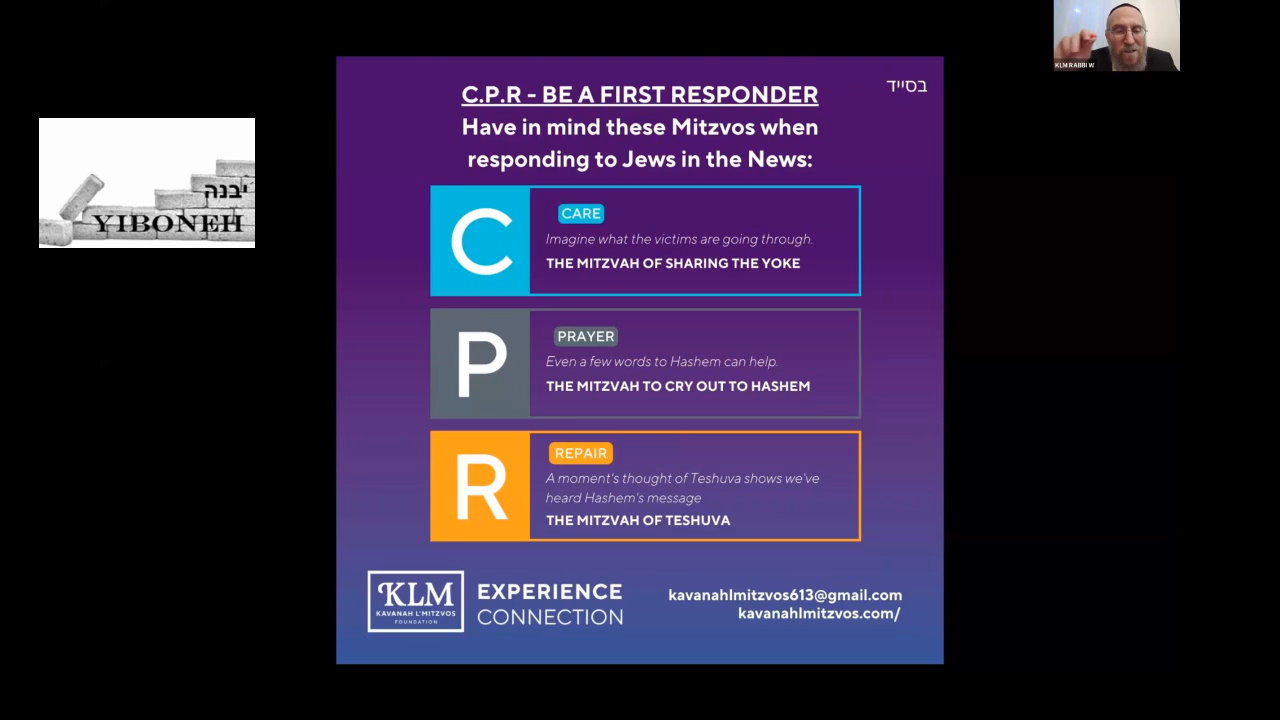 KLM RABBI W
יבנה
YIBONEH
בסייד
C.P.R - BE A FIRST RESPONDER
Have in mind these Mitzvos when
responding to Jews in the News:
C
CARE
Imagine what the victims are going through.
THE MITZVAH OF SHARING THE YOKE
P
PRAYER
Even a few words to Hashem can help.
THE MITZVAH TO CRY OUT TO HASHEM
R
REPAIR
A moment's thought of Teshuva shows we've
heard Hashem's message
THE MITZVAH OF TESHUVA
KLM
KAVANAH L'MITZVOS
FOUNDATION
EXPERIENCE
CONNECTION
kavanahlmitzvos613@gmail.com
kavanahlmitzvos.com/